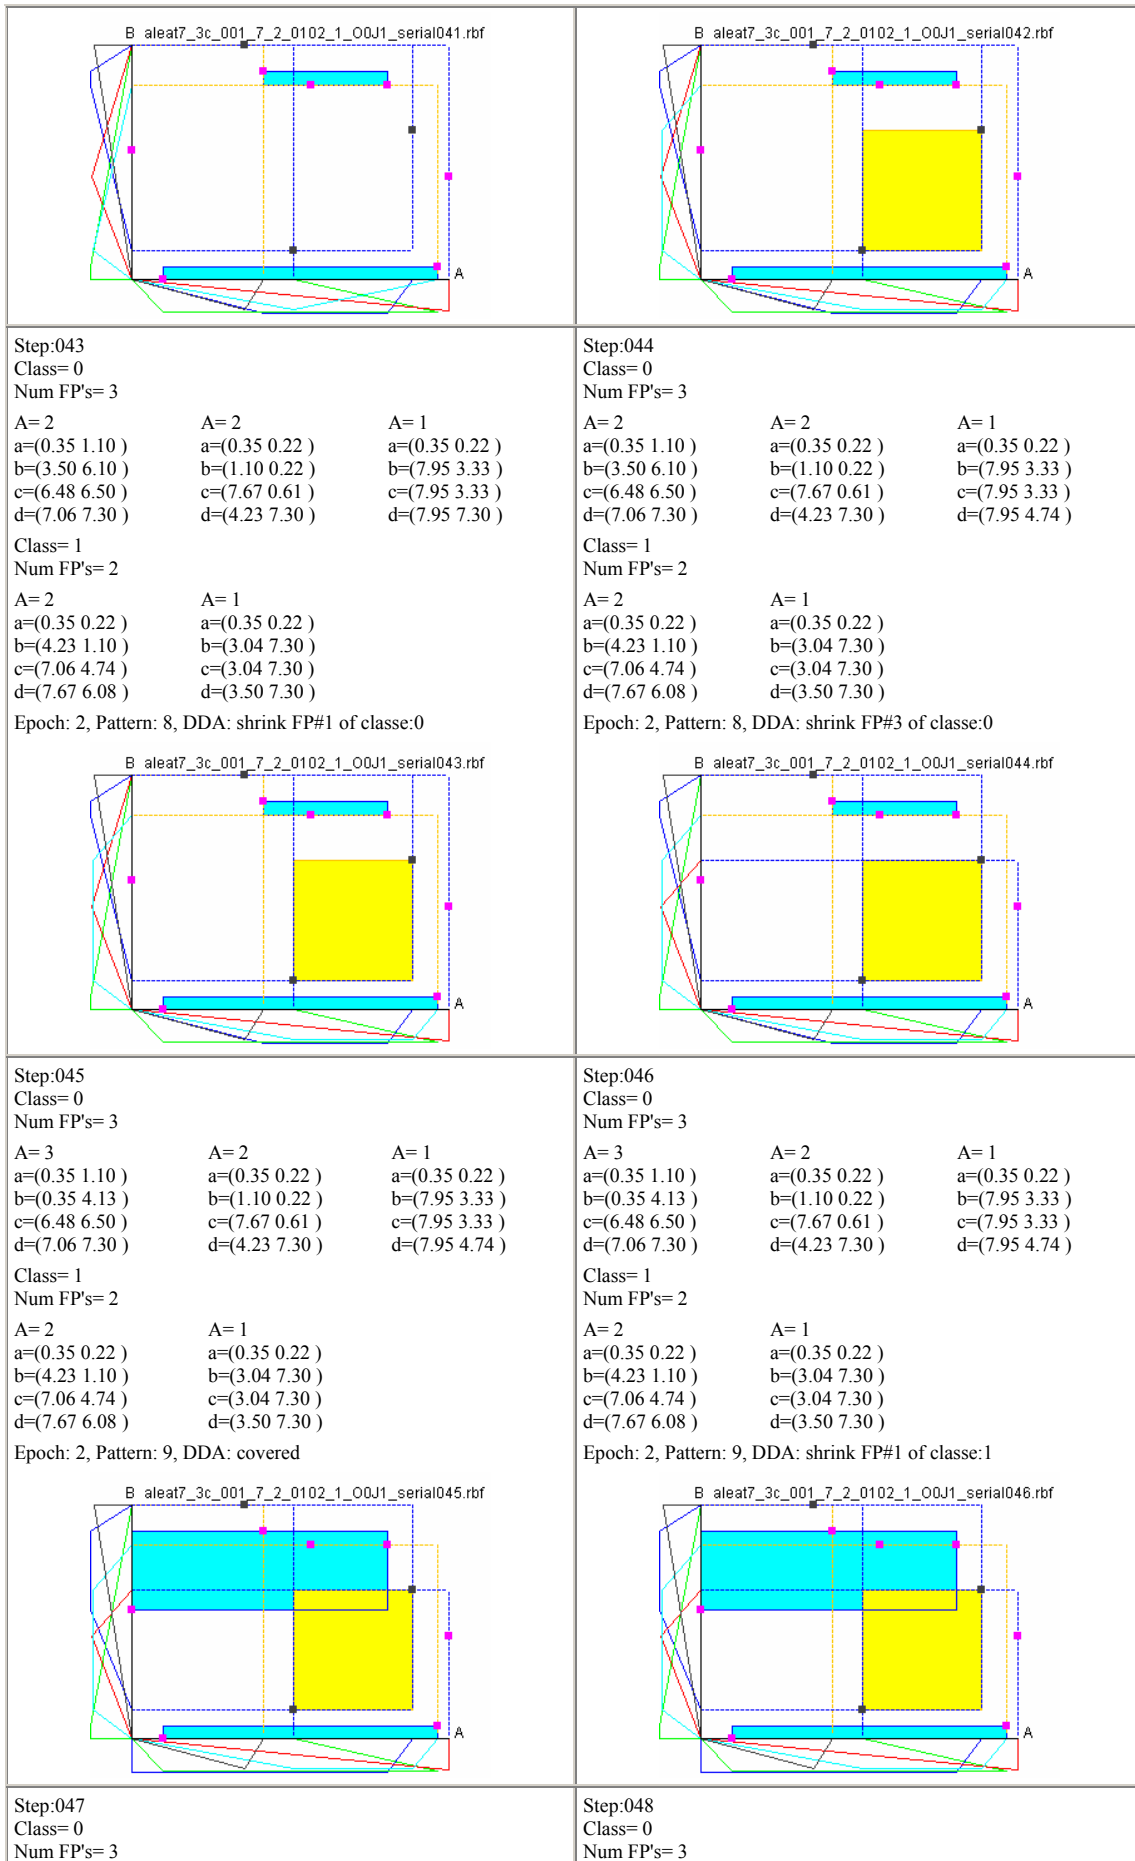 B aleat7_3c_001_7_2_0102_1_O0J1_serial041.rbf
A
B aleat7_3c_001_7_2_0102_1_O0J1_serial042.rbf
A
Step:043
Class= 0
Num FP's= 3
A= 2 A= 2 A= 1
a=(0.35 1.10 ) a=(0.35 0.22 ) a=(0.35 0.22 )
b=(3.50 6.10 ) b=(1.10 0.22 ) b=(7.95 3.33 )
c=(6.48 6.50 ) c=(7.67 0.61 ) c=(7.95 3.33 )
d=(7.06 7.30 ) d=(4.23 7.30 ) d=(7.95 7.30 )
Class= 1
Num FP's= 2
A= 2 A= 1
a=(0.35 0.22 ) a=(0.35 0.22 )
b=(4.23 1.10 ) b=(3.04 7.30 )
c=(7.06 4.74 ) c=(3.04 7.30 )
d=(7.67 6.08 ) d=(3.50 7.30 )
Epoch: 2, Pattern: 8, DDA: shrink FP#1 of classe:0
B aleat7_3c_001_7_2_0102_1_O0J1_serial043.rbf
A
Step:044
Class= 0
Num FP's= 3
A= 2 A= 2 A= 1
a=(0.35 1.10 ) a=(0.35 0.22 ) a=(0.35 0.22 )
b=(3.50 6.10 ) b=(1.10 0.22 ) b=(7.95 3.33 )
c=(6.48 6.50 ) c=(7.67 0.61 ) c=(7.95 3.33 )
d=(7.06 7.30 ) d=(4.23 7.30 ) d=(7.95 4.74 )
Class= 1
Num FP's= 2
A= 2 A= 1
a=(0.35 0.22 ) a=(0.35 0.22 )
b=(4.23 1.10 ) b=(3.04 7.30 )
c=(7.06 4.74 ) c=(3.04 7.30 )
d=(7.67 6.08 ) d=(3.50 7.30 )
Epoch: 2, Pattern: 8, DDA: shrink FP#3 of classe:0
B aleat7_3c_001_7_2_0102_1_O0J1_serial044.rbf
A
Step:045
Class= 0
Num FP's= 3
A= 3 A= 2 A= 1
a=(0.35 1.10 ) a=(0.35 0.22 ) a=(0.35 0.22 )
b=(0.35 4.13 ) b=(1.10 0.22 ) b=(7.95 3.33 )
c=(6.48 6.50 ) c=(7.67 0.61 ) c=(7.95 3.33 )
d=(7.06 7.30 ) d=(4.23 7.30 ) d=(7.95 4.74 )
Class= 1
Num FP's= 2
A= 2 A= 1
a=(0.35 0.22 ) a=(0.35 0.22 )
b=(4.23 1.10 ) b=(3.04 7.30 )
c=(7.06 4.74 ) c=(3.04 7.30 )
d=(7.67 6.08 ) d=(3.50 7.30 )
Epoch: 2, Pattern: 9, DDA: covered
B aleat7_3c_001_7_2_0102_1_O0J1_serial045.rbf
A
Step:046
Class= 0
Num FP's= 3
A= 3 A= 2 A= 1
a=(0.35 1.10 ) a=(0.35 0.22 ) a=(0.35 0.22 )
b=(0.35 4.13 ) b=(1.10 0.22 ) b=(7.95 3.33 )
c=(6.48 6.50 ) c=(7.67 0.61 ) c=(7.95 3.33 )
d=(7.06 7.30 ) d=(4.23 7.30 ) d=(7.95 4.74 )
Class= 1
Num FP's= 2
A= 2 A= 1
a=(0.35 0.22 ) a=(0.35 0.22 )
b=(4.23 1.10 ) b=(3.04 7.30 )
c=(7.06 4.74 ) c=(3.04 7.30 )
d=(7.67 6.08 ) d=(3.50 7.30 )
Epoch: 2, Pattern: 9, DDA: shrink FP#1 of classe:1
B aleat7_3c_001_7_2_0102_1_O0J1_serial046.rbf
A
Step:047
Class= 0
Num FP's= 3
Step:048
Class= 0
Num FP's= 3